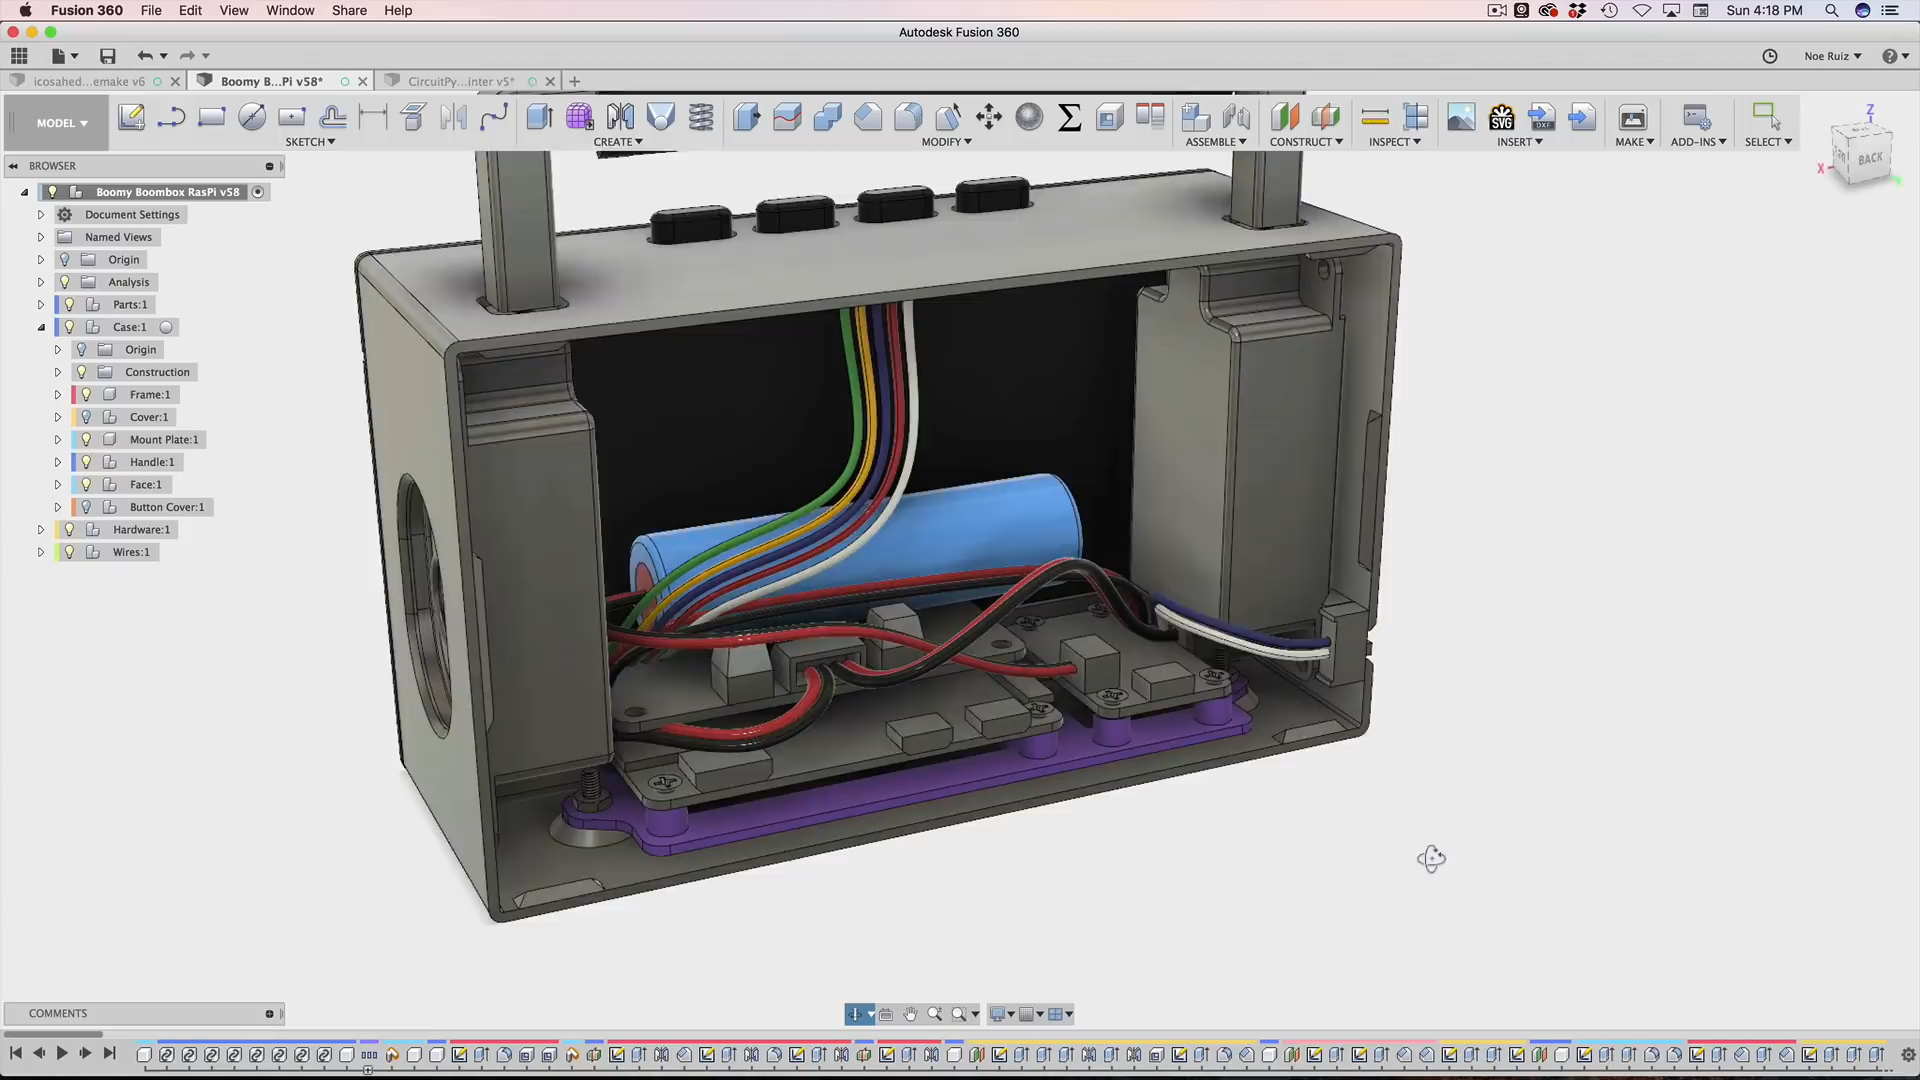 Fusion 360 File Edit View Window Share Help Sun 4:18 PM
Autodesk Fusion 360
Noe Ruiz
icosahed...emake v6 Boomy B...Pi v58* CircuitPy...inter v5*
MODEL
SVG
DXF
SKETCH CREATE MODIFY ASSEMBLE CONSTRUCT INSPECT INSERT MAKE ADD-INS SELECT
Z
BACK
X
BROWSER
Boomy Boombox RasPi v58
Document Settings
Named Views
Origin
Analysis
Parts:1
Case:1
Origin
Construction
Frame:1
Cover:1
Mount Plate:1
Handle:1
Face:1
Button Cover:1
Hardware:1
Wires:1
COMMENTS